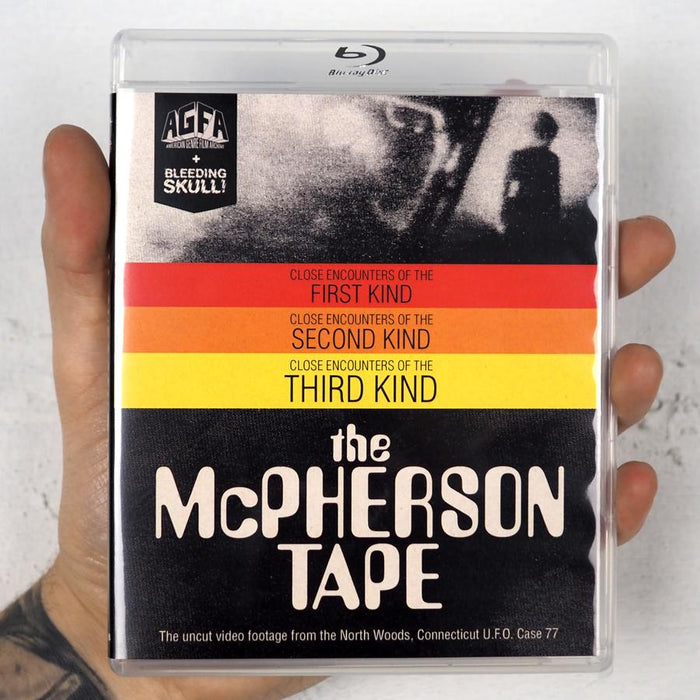 Blu-ray Disc
AGFA
AMERICAN GENRE FILM ARCHIVE
+
BLEEDING
SKULL!
CLOSE ENCOUNTERS OF THE
FIRST KIND
CLOSE ENCOUNTERS OF THE
SECOND KIND
CLOSE ENCOUNTERS OF THE
THIRD KIND
the
McPHERSON
TAPE
The uncut video footage from the North Woods, Connecticut U.F.O. Case 77